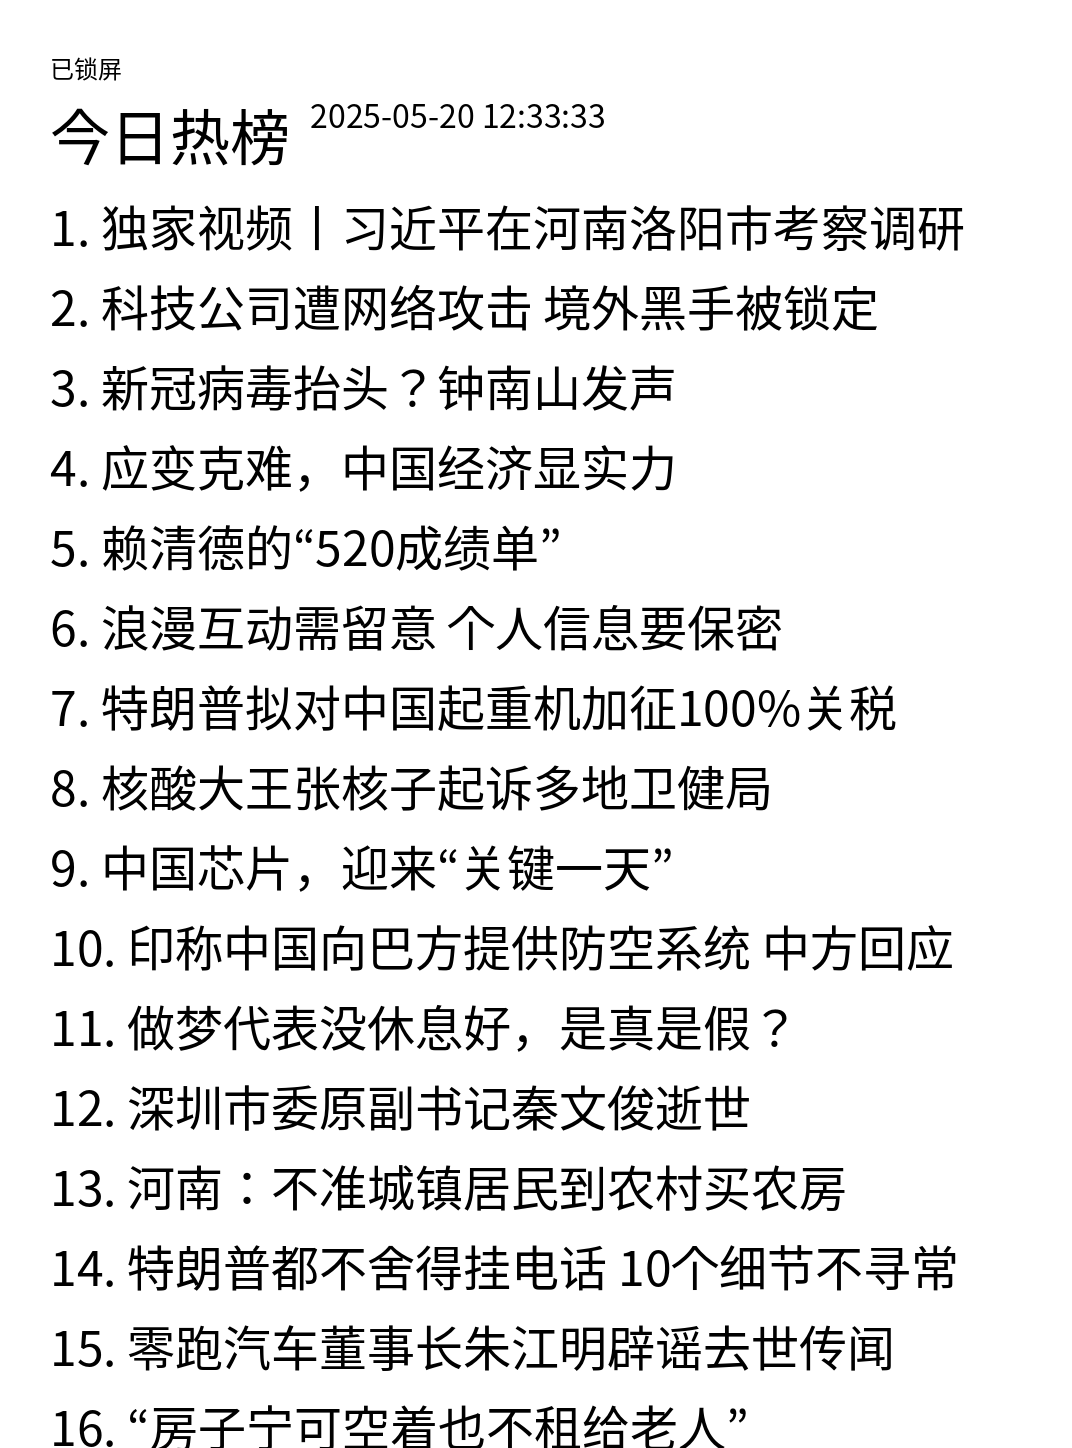 已锁屏
今日热榜 2025-05-20 12:33:33
1. 独家视频丨习近平在河南洛阳市考察调研
2. 科技公司遭网络攻击 境外黑手被锁定
3. 新冠病毒抬头？钟南山发声
4. 应变克难，中国经济显实力
5. 赖清德的“520成绩单”
6. 浪漫互动需留意 个人信息要保密
7. 特朗普拟对中国起重机加征100%关税
8. 核酸大王张核子起诉多地卫健局
9. 中国芯片，迎来“关键一天”
10. 印称中国向巴方提供防空系统 中方回应
11. 做梦代表没休息好，是真是假？
12. 深圳市委原副书记秦文俊逝世
13. 河南：不准城镇居民到农村买农房
14. 特朗普都不舍得挂电话 10个细节不寻常
15. 零跑汽车董事长朱江明辟谣去世传闻
16. “房子宁可空着也不租给老人”